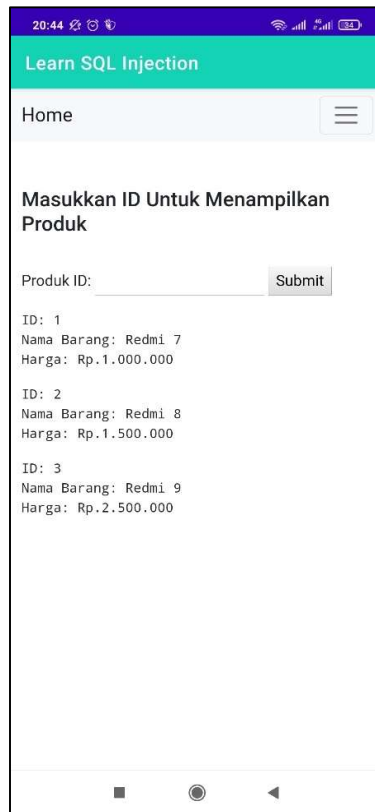 20:44
34
Learn SQL Injection
Home
Masukkan ID Untuk Menampilkan
Produk
Produk ID:
Submit
ID: 1
Nama Barang: Redmi 7
Harga: Rp.1.000.000
ID: 2
Nama Barang: Redmi 8
Harga: Rp.1.500.000
ID: 3
Nama Barang: Redmi 9
Harga: Rp.2.500.000